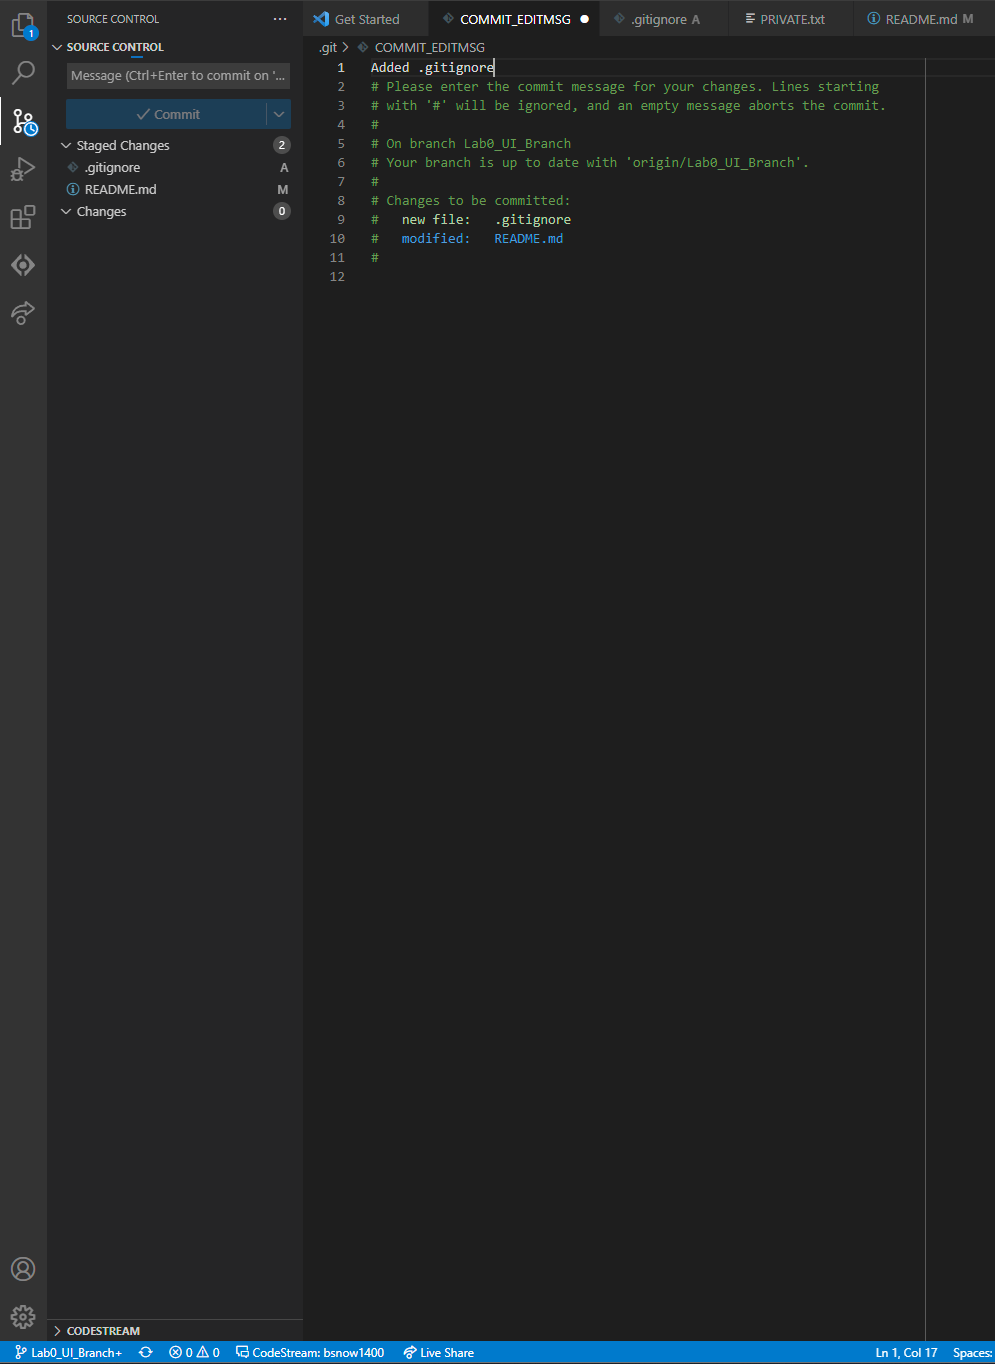 SOURCE CONTROL ···
Get Started
COMMIT_EDITMSG
.gitignore A
PRIVATE.txt
README.md M
1
SOURCE CONTROL
Message (Ctrl+Enter to commit on '...
Commit
Staged Changes 2
.gitignore A
README.md M
Changes 0
.git > COMMIT_EDITMSG
1 Added .gitignore
2 # Please enter the commit message for your changes. Lines starting
3 # with '#' will be ignored, and an empty message aborts the commit.
4 #
5 # On branch Lab0_UI_Branch
6 # Your branch is up to date with 'origin/Lab0_UI_Branch'.
7 #
8 # Changes to be committed:
9 # new file: .gitignore
10 # modified: README.md
11 #
12
CODESTREAM
Lab0_UI_Branch+ 0 0 CodeStream: bsnow1400 Live Share Ln 1, Col 17 Spaces: